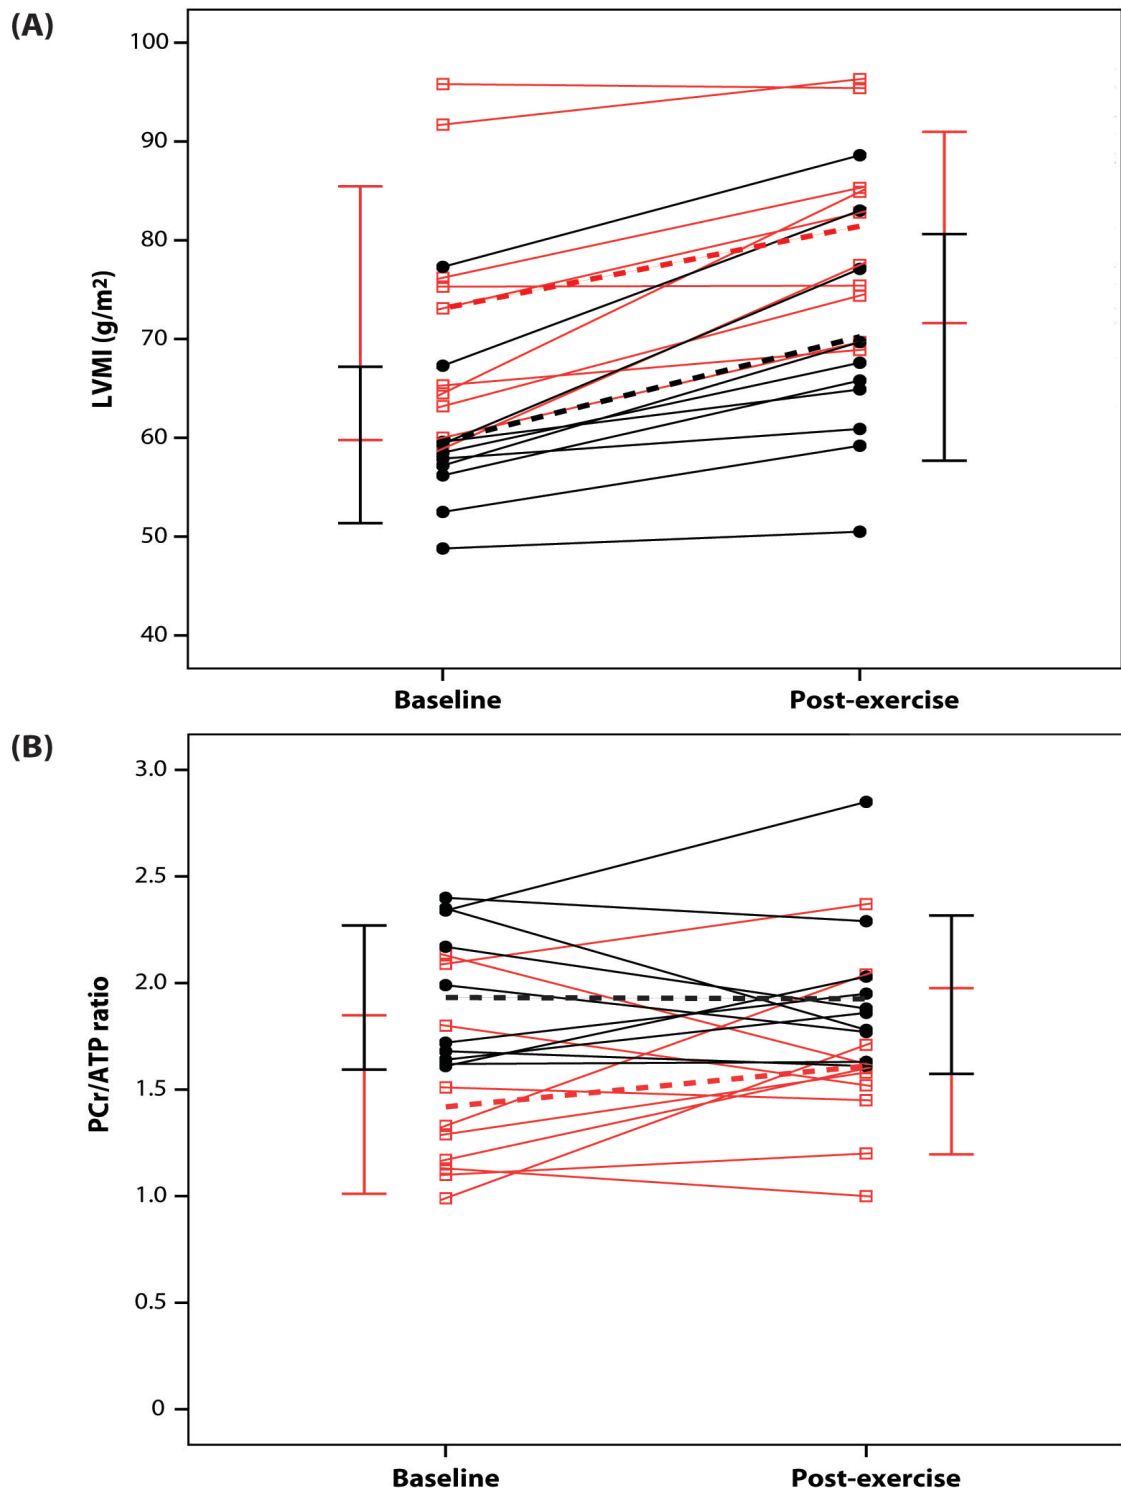 (A)
100
90
80
70
60
50
40
LVMI (g/m²)
Baseline Post-exercise
(B)
3.0
2.5
2.0
1.5
1.0
0.5
0
PCr/ATP ratio
Baseline Post-exercise